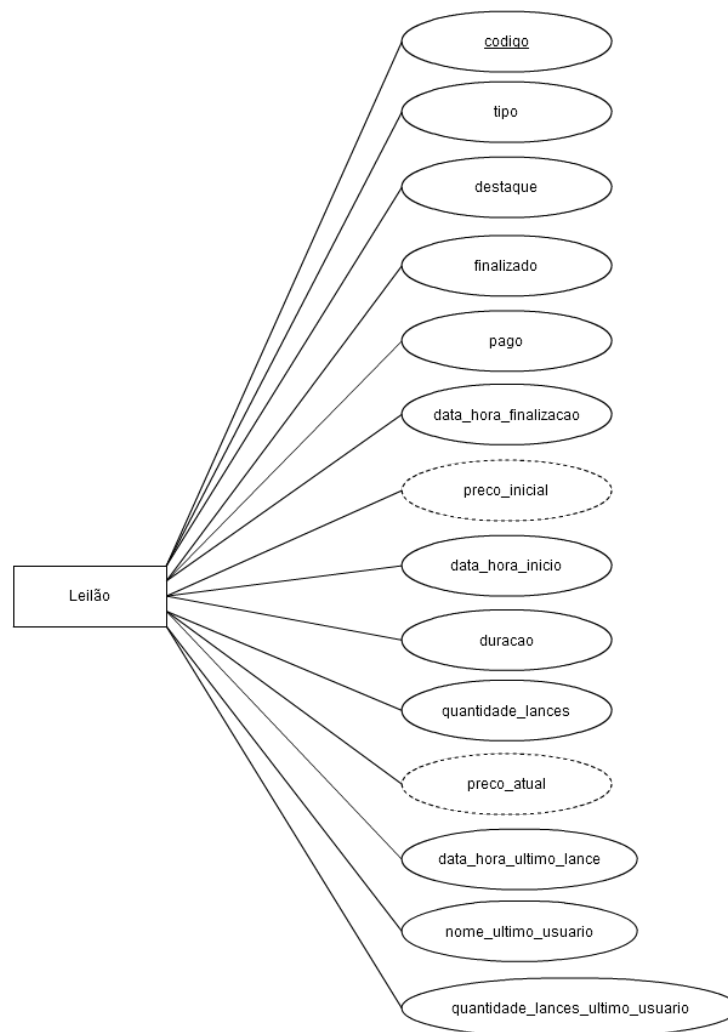 codigo
tipo
destaque
finalizado
pago
data_hora_finalizacao
preco_inicial
data_hora_inicio
Leilão
duracao
quantidade_lances
preco_atual
data_hora_ultimo_lance
nome_ultimo_usuario
quantidade_lances_ultimo_usuario